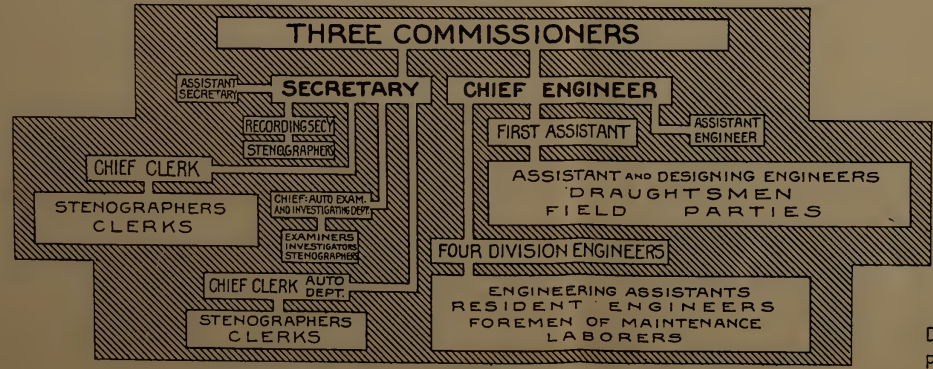 THREE COMMISSIONERS
ASSISTANT
SECRETARY
SECRETARY
CHIEF ENGINEER
RECORDING SECY
STENOGRAPHERS
FIRST ASSISTANT
ASSISTANT
ENGINEER
CHIEF CLERK
STENOGRAPHERS
CLERKS
CHIEF: AUTO EXAM.
AND INVESTIGATING DEPT.
EXAMINERS
INVESTIGATORS
STENOGRAPHERS
ASSISTANT AND DESIGNING ENGINEERS
DRAUGHTSMEN
FIELD PARTIES
FOUR DIVISION ENGINEERS
CHIEF CLERK AUTO
DEPT.
STENOGRAPHERS
CLERKS
ENGINEERING ASSISTANTS
RESIDENT ENGINEERS
FOREMEN OF MAINTENANCE
LABORERS